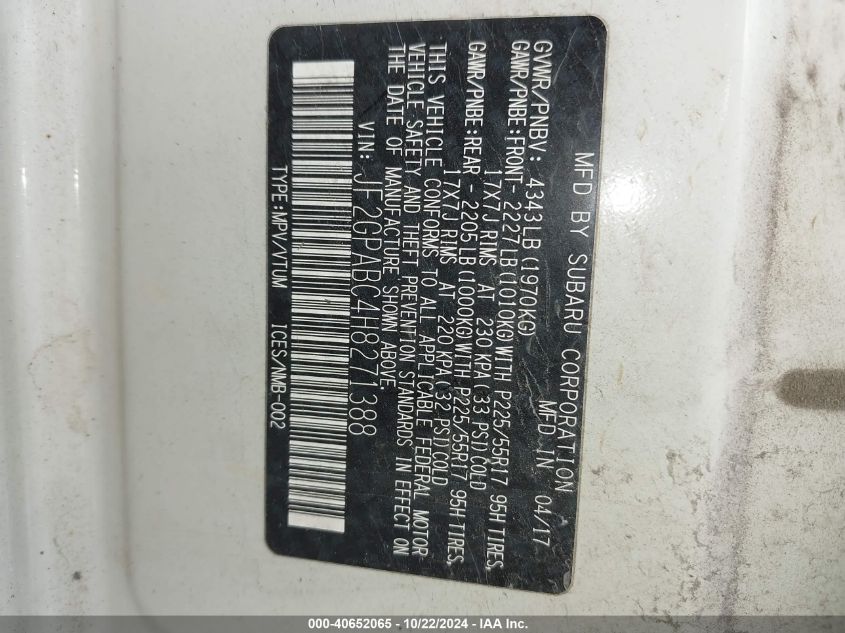 MFD BY SUBARU CORPORATION
MFD IN 04/17
GVWR/PNBV: 4343LB(1970KG)
GAWR/PNBE:FRONT- 2227LB(1010KG)WITH P225/55R17 95H TIRES,
17X7J RIMS AT 230 KPA(33 PSI)COLD
GAWR/PNBE:REAR - 2205LB(1000KG)WITH P225/55R17 95H TIRES,
17X7J RIMS AT 220 KPA(32 PSI)COLD
THIS VEHICLE CONFORMS TO ALL APPLICABLE FEDERAL MOTOR
VEHICLE SAFETY AND THEFT PREVENTION STANDARDS IN EFFECT ON
THE DATE OF MANUFACTURE SHOWN ABOVE.
VIN: JF2GPABC4H8271388
TYPE:MPV/VTUM ICES/NMB-002
000-40652065 | 10/22/2024 - IAA Inc.